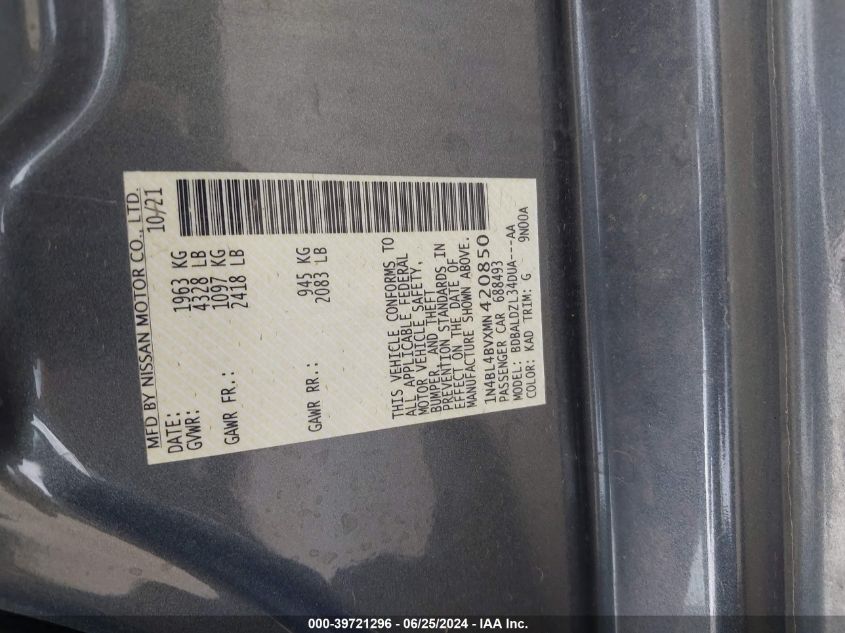 MFD BY NISSAN MOTOR CO., LTD.
DATE: 10/21
GVWR: 1963 KG
4328 LB
GAWR FR.: 1097 KG
2418 LB
GAWR RR.: 945 KG
2083 LB
THIS VEHICLE CONFORMS TO
ALL APPLICABLE FEDERAL
MOTOR VEHICLE SAFETY,
BUMPER, AND THEFT
PREVENTION STANDARDS IN
EFFECT ON THE DATE OF
MANUFACTURE SHOWN ABOVE.
1N4BL4BVXMN420850
PASSENGER CAR 688493
MODEL: BDBALDZL34DUA---AA
COLOR: KAD TRIM: G 9N00A
000-39721296 - 06/25/2024 - IAA Inc.